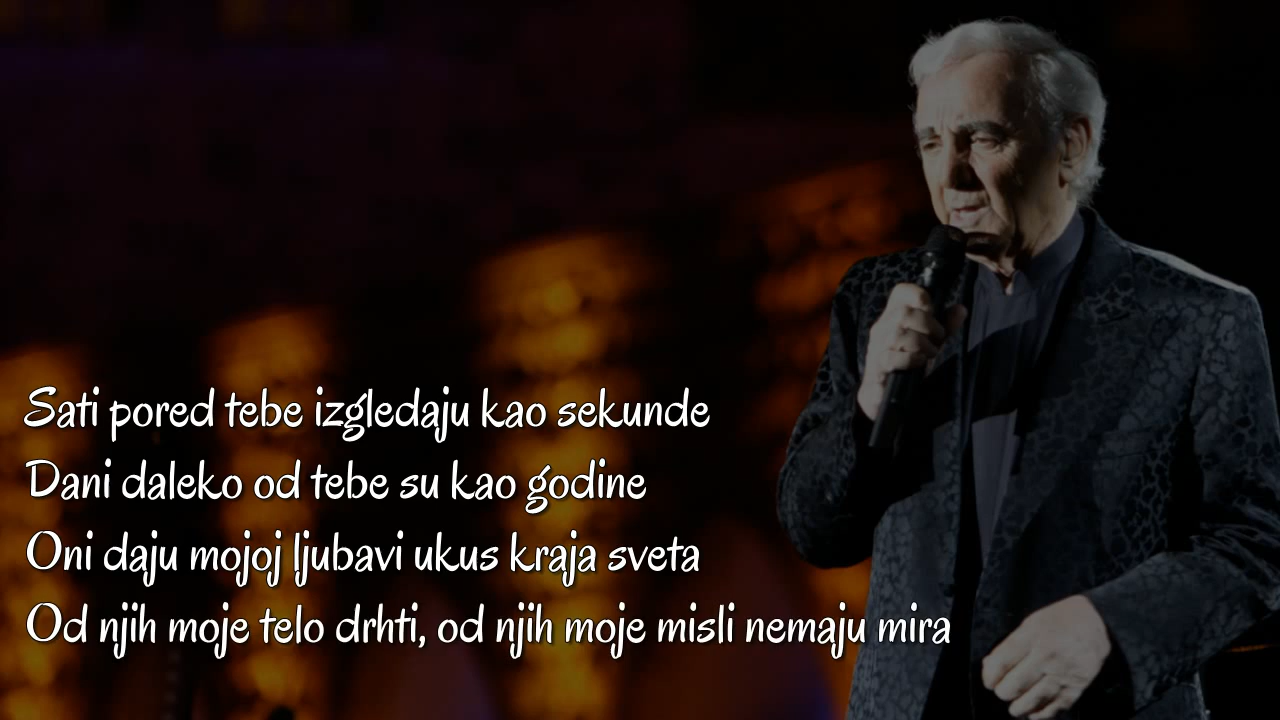 Sati pored tebe izgledaju kao sekunde
Dani daleko od tebe su kao godine
Oni daju mojoj ljubavi ukus kraja sveta
Od njih moje telo drhti, od njih moje misli nemaju mira